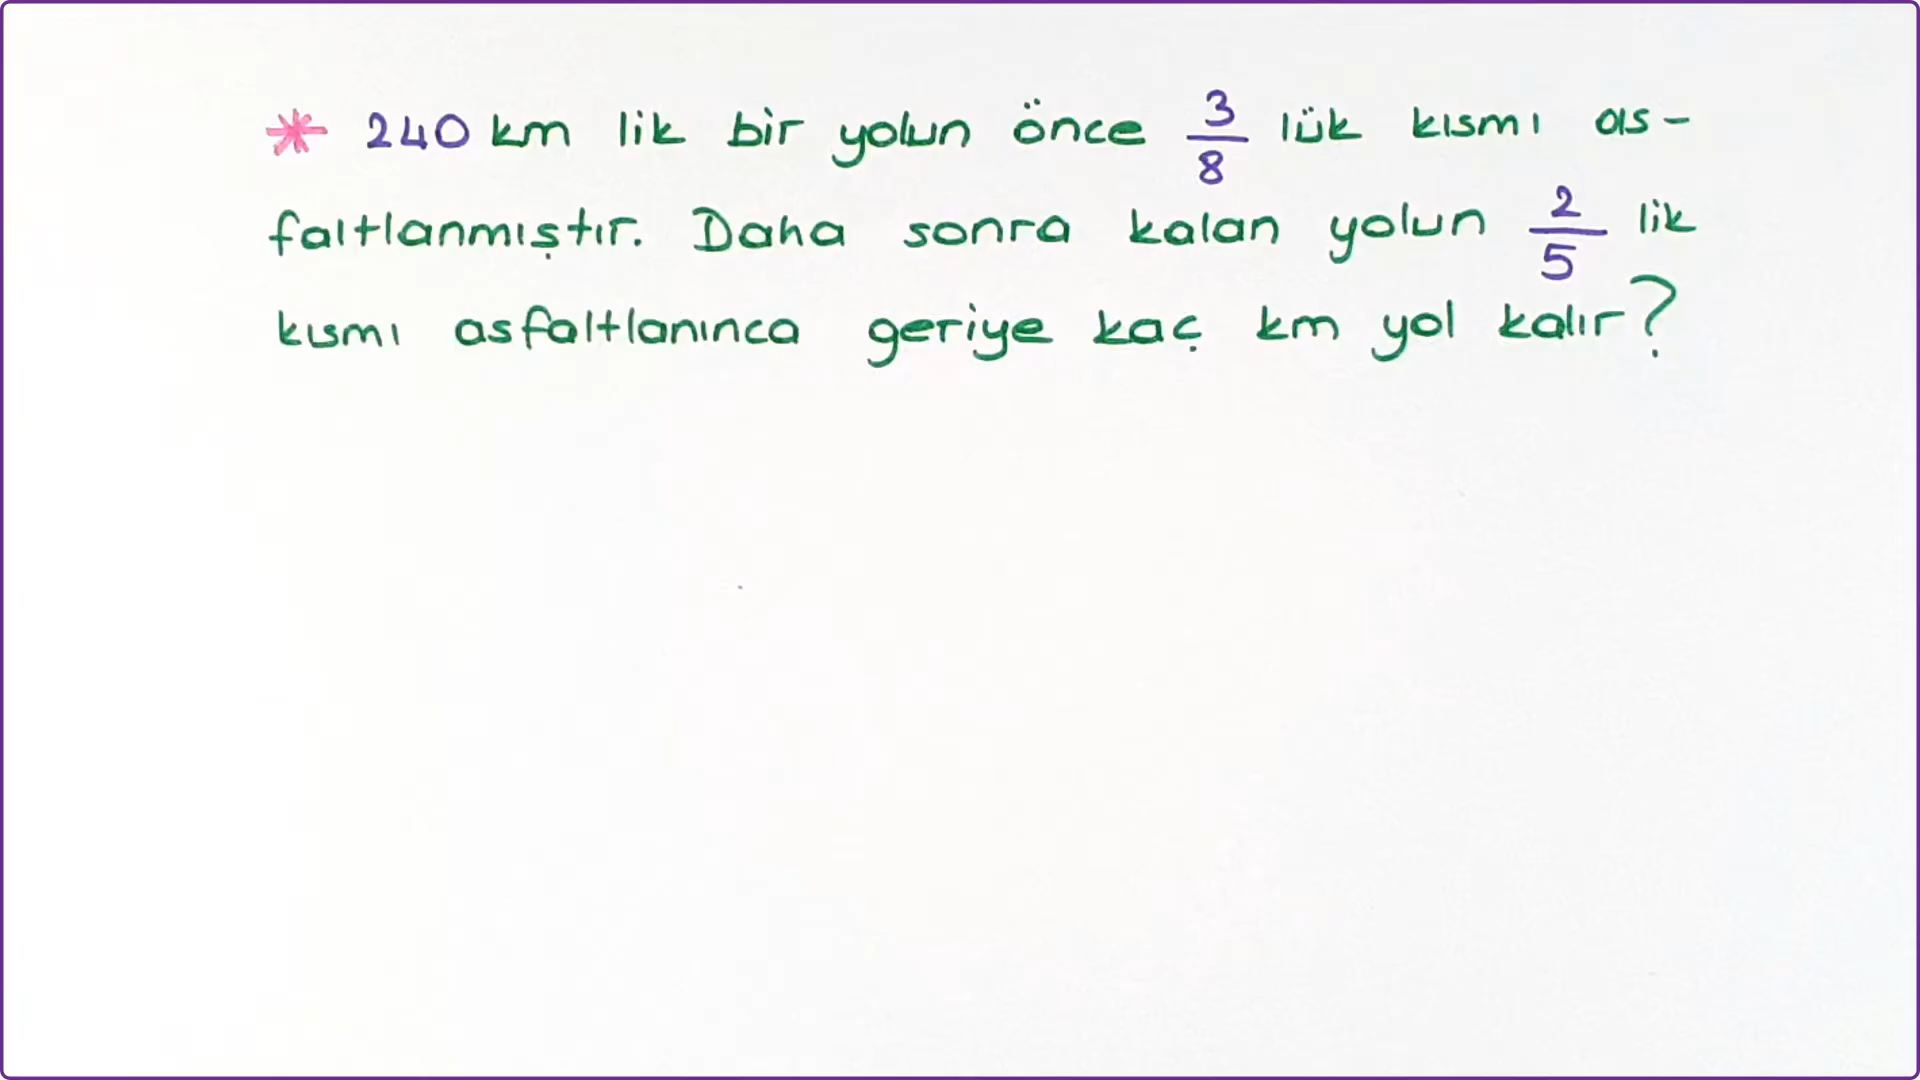 * 240 km lik bir yolun önce 3/8 lük kısmı as-
faltlanmıştır. Daha sonra kalan yolun 2/5 lik
kısmı asfaltlanınca geriye kaç km yol kalır?